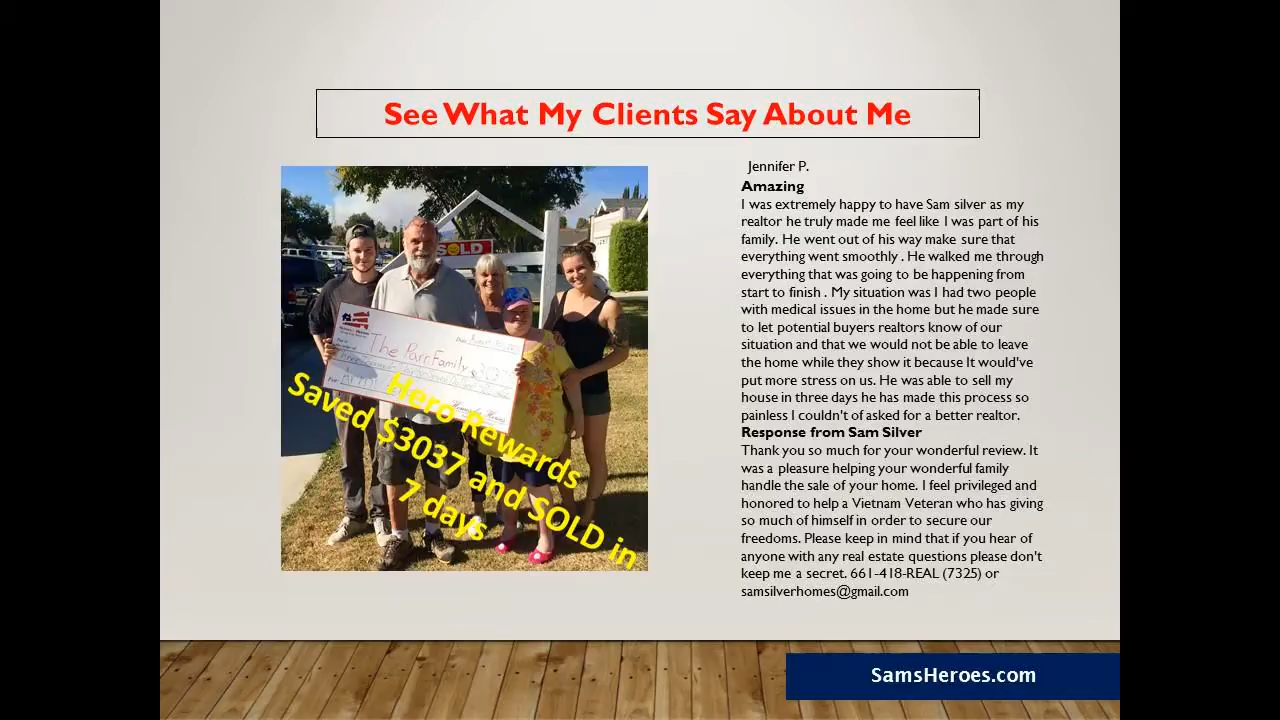 See What My Clients Say About Me
SOLD
The Parr Family
Hero Rewards
Saved $3037 and SOLD in
7 days
Jennifer P.
Amazing
I was extremely happy to have Sam silver as my
realtor he truly made me feel like I was part of his
family. He went out of his way make sure that
everything went smoothly . He walked me through
everything that was going to be happening from
start to finish . My situation was I had two people
with medical issues in the home but he made sure
to let potential buyers realtors know of our
situation and that we would not be able to leave
the home while they show it because It would've
put more stress on us. He was able to sell my
house in three days he has made this process so
painless I couldn't of asked for a better realtor.
Response from Sam Silver
Thank you so much for your wonderful review. It
was a pleasure helping your wonderful family
handle the sale of your home. I feel privileged and
honored to help a Vietnam Veteran who has giving
so much of himself in order to secure our
freedoms. Please keep in mind that if you hear of
anyone with any real estate questions please don't
keep me a secret. 661-418-REAL (7325) or
samsilverhomes@gmail.com
SamsHeroes.com